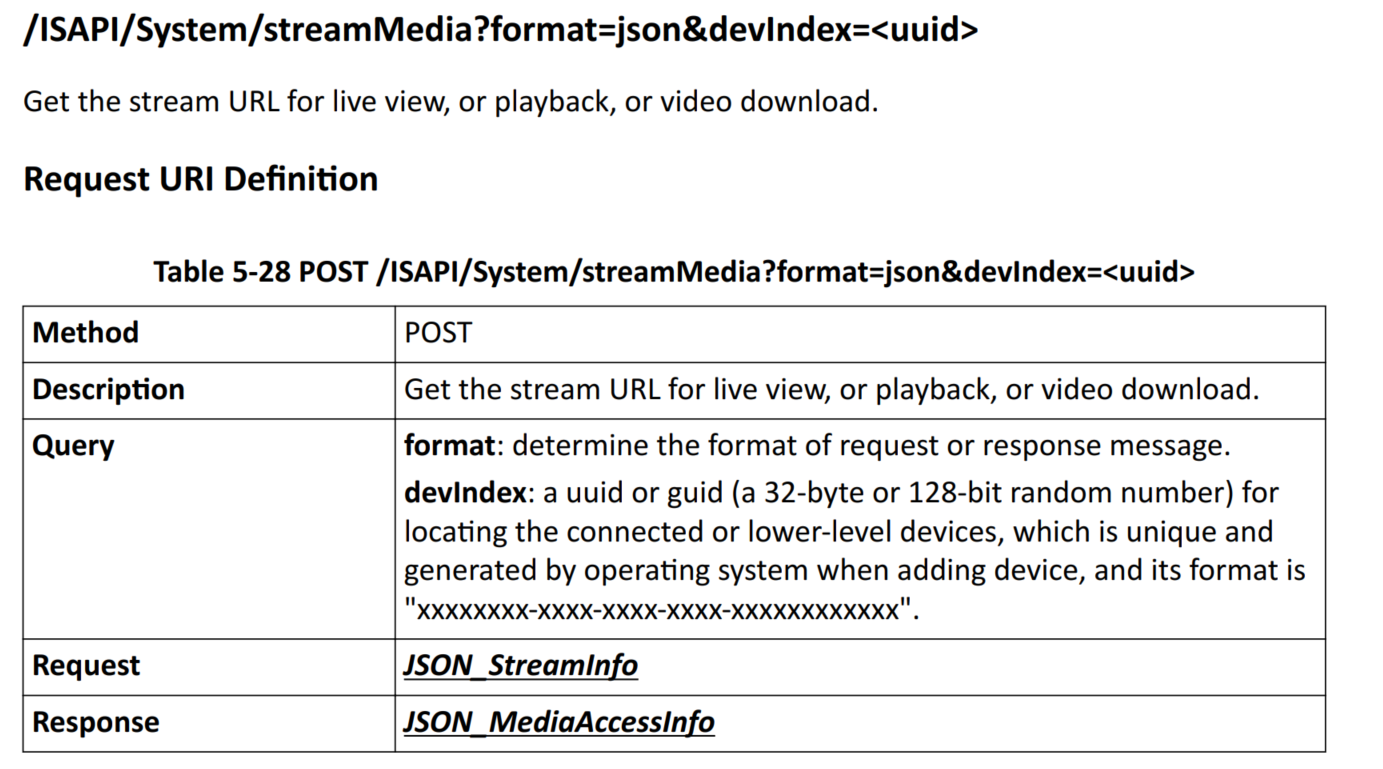 /ISAPI/System/streamMedia?format=json&devIndex=<uuid>
Get the stream URL for live view, or playback, or video download.
Request URI Definition
Table 5-28 POST /ISAPI/System/streamMedia?format=json&devIndex=<uuid>
Method POST
Description Get the stream URL for live view, or playback, or video download.
Query format: determine the format of request or response message.
devIndex: a uuid or guid (a 32-byte or 128-bit random number) for
locating the connected or lower-level devices, which is unique and
generated by operating system when adding device, and its format is
"xxxxxxxx-xxxx-xxxx-xxxx-xxxxxxxxxxxx".
Request JSON_StreamInfo
Response JSON_MediaAccessInfo